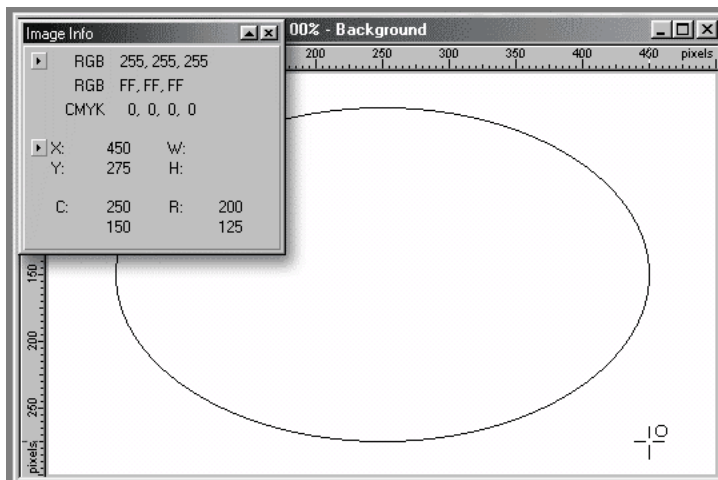 Image Info
00% - Background
200 250 300 350 400 450 pixels
RGB 255, 255, 255
RGB FF, FF, FF
CMYK 0, 0, 0, 0
X: 450 W:
Y: 275 H:
C: 250 R: 200
150 125
150
200
250
pixels